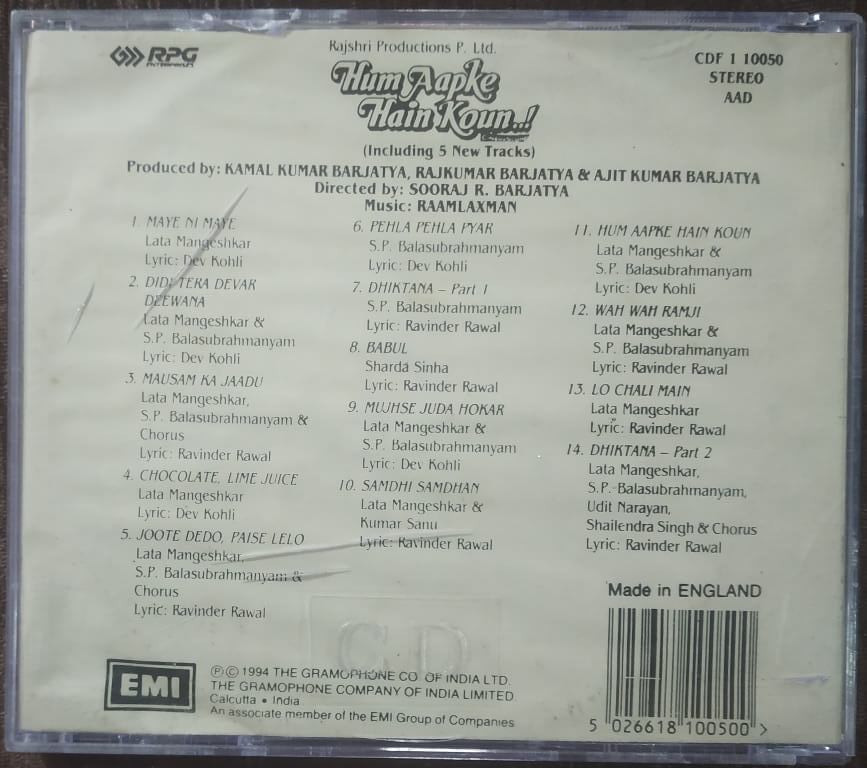 RPG
ENTERPRISES
Rajshri Productions P. Ltd.
Hum Aapke
Hain Koun..!
(Including 5 New Tracks)
CDF 1 10050
STEREO
AAD
Produced by: KAMAL KUMAR BARJATYA, RAJKUMAR BARJATYA & AJIT KUMAR BARJATYA
Directed by: SOORAJ R. BARJATYA
Music: RAAMLAXMAN
1. MAYE NI MAYE
Lata Mangeshkar
Lyric: Dev Kohli
2. DIDI TERA DEVAR
DEEWANA
Lata Mangeshkar &
S.P. Balasubrahmanyam
Lyric: Dev Kohli
3. MAUSAM KA JAADU
Lata Mangeshkar,
S.P. Balasubrahmanyam &
Chorus
Lyric: Ravinder Rawal
4. CHOCOLATE, LIME JUICE
Lata Mangeshkar
Lyric: Dev Kohli
5. JOOTE DEDO, PAISE LELO
Lata Mangeshkar,
S.P. Balasubrahmanyam &
Chorus
Lyric: Ravinder Rawal
6. PEHLA PEHLA PYAR
S.P. Balasubrahmanyam
Lyric: Dev Kohli
7. DHIKTANA – Part 1
S.P. Balasubrahmanyam
Lyric: Ravinder Rawal
8. BABUL
Sharda Sinha
Lyric: Ravinder Rawal
9. MUJHSE JUDA HOKAR
Lata Mangeshkar &
S.P. Balasubrahmanyam
Lyric: Dev Kohli
10. SAMDHI SAMDHAN
Lata Mangeshkar &
Kumar Sanu
Lyric: Ravinder Rawal
11. HUM AAPKE HAIN KOUN
Lata Mangeshkar &
S.P. Balasubrahmanyam
Lyric: Dev Kohli
12. WAH WAH RAMJI
Lata Mangeshkar &
S.P. Balasubrahmanyam
Lyric: Ravinder Rawal
13. LO CHALI MAIN
Lata Mangeshkar
Lyric: Ravinder Rawal
14. DHIKTANA – Part 2
Lata Mangeshkar,
S.P. Balasubrahmanyam,
Udit Narayan,
Shailendra Singh & Chorus
Lyric: Ravinder Rawal
Made in ENGLAND
CD
EMI
Ⓟ© 1994 THE GRAMOPHONE CO. OF INDIA LTD.
THE GRAMOPHONE COMPANY OF INDIA LIMITED
Calcutta • India
An associate member of the EMI Group of Companies
5 026618 100500 >